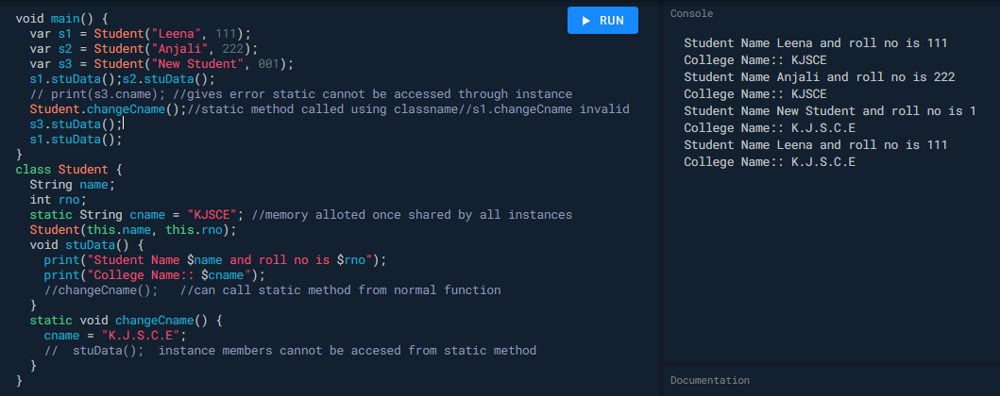 void main() {
var s1 = Student("Leena", 111);
var s2 = Student("Anjali", 222);
var s3 = Student("New Student", 001);
s1.stuData();s2.stuData();
// print(s3.cname); //gives error static cannot be accessed through instance
Student.changeCname();//static method called using classname//s1.changeCname invalid
s3.stuData();
s1.stuData();
}
class Student {
String name;
int rno;
static String cname = "KJSCE"; //memory alloted once shared by all instances
Student(this.name, this.rno);
void stuData() {
print("Student Name $name and roll no is $rno");
print("College Name:: $cname");
//changeCname();   //can call static method from normal function
}
static void changeCname() {
cname = "K.J.S.C.E";
//  stuData();  instance members cannot be accesed from static method
}
}
RUN
Console
Student Name Leena and roll no is 111
College Name:: KJSCE
Student Name Anjali and roll no is 222
College Name:: KJSCE
Student Name New Student and roll no is 1
College Name:: K.J.S.C.E
Student Name Leena and roll no is 111
College Name:: K.J.S.C.E
Documentation